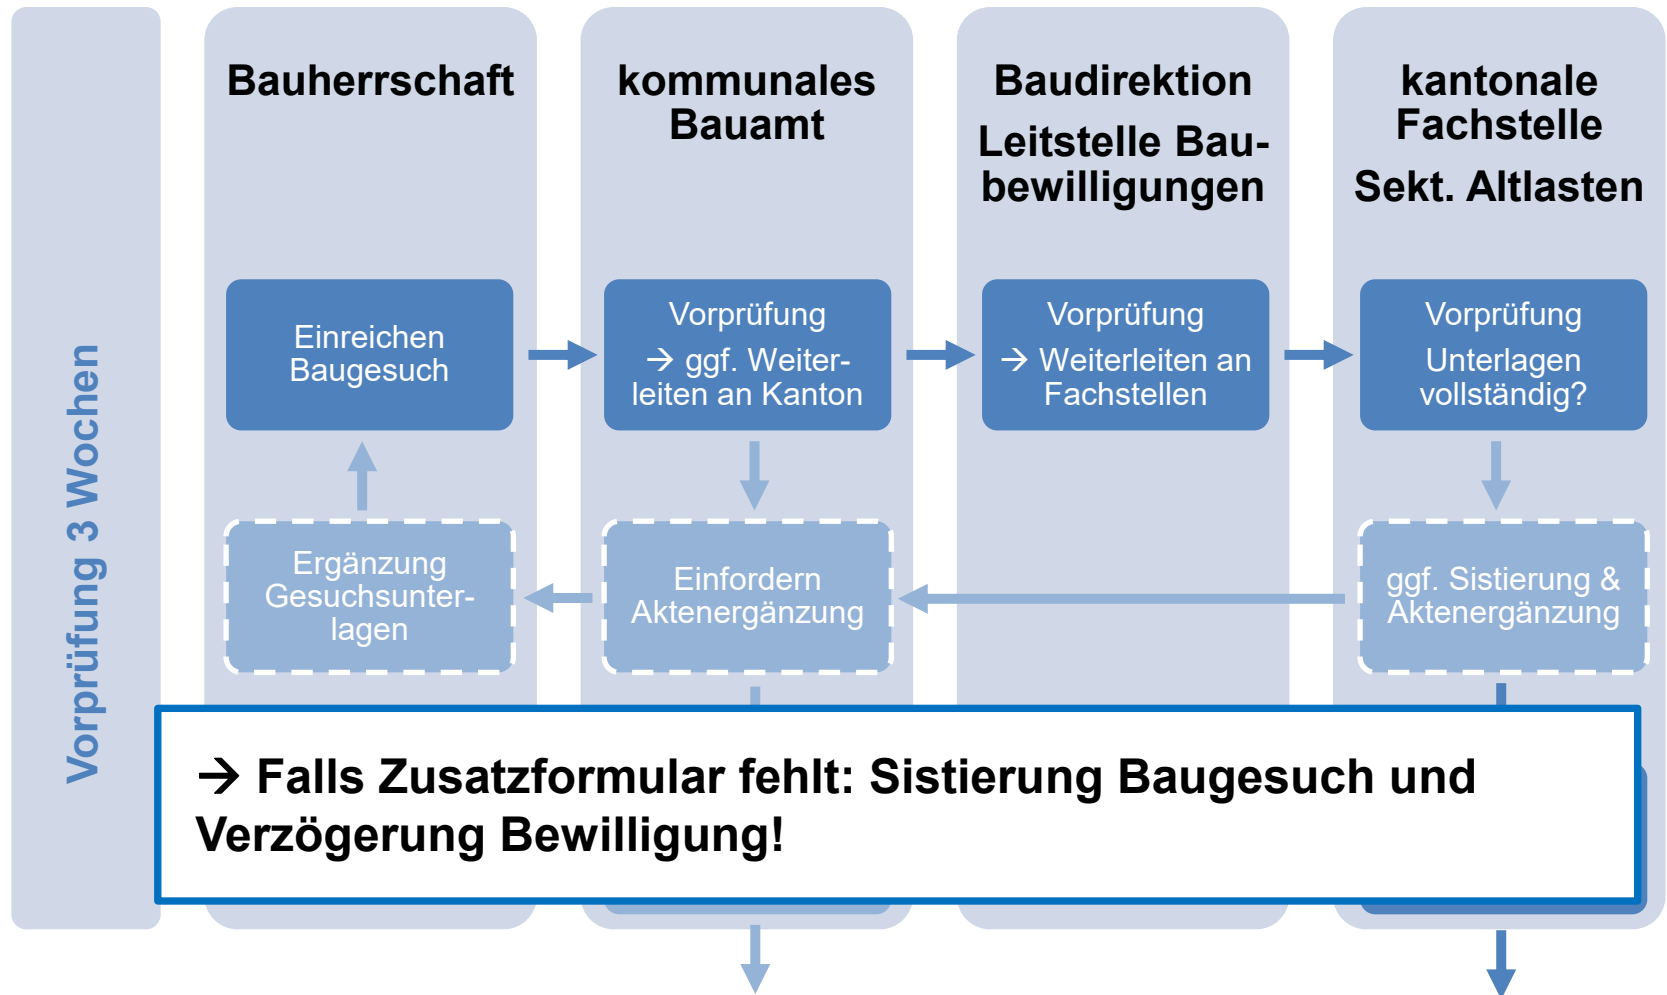 Vorprüfung 3 Wochen
Bauherrschaft
kommunales
Bauamt
Baudirektion
Leitstelle Bau-
bewilligungen
kantonale
Fachstelle
Sekt. Altlasten
Einreichen
Baugesuch
Vorprüfung
→ ggf. Weiter-
leiten an Kanton
Vorprüfung
→ Weiterleiten an
Fachstellen
Vorprüfung
Unterlagen
vollständig?
Ergänzung
Gesuchsunter-
lagen
Einfordern
Aktenergänzung
ggf. Sistierung &
Aktenergänzung
→ Falls Zusatzformular fehlt: Sistierung Baugesuch und
Verzögerung Bewilligung!